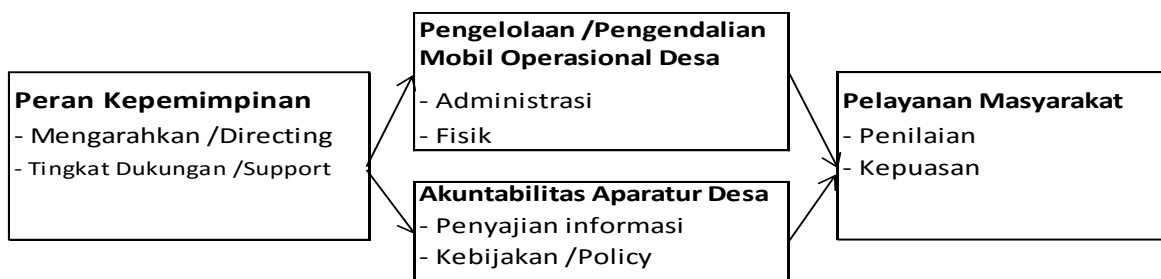 Peran Kepemimpinan
- Mengarahkan /Directing
- Tingkat Dukungan /Support
Pengelolaan /Pengendalian
Mobil Operasional Desa
- Administrasi
- Fisik
Akuntabilitas Aparatur Desa
- Penyajian informasi
- Kebijakan /Policy
Pelayanan Masyarakat
- Penilaian
- Kepuasan